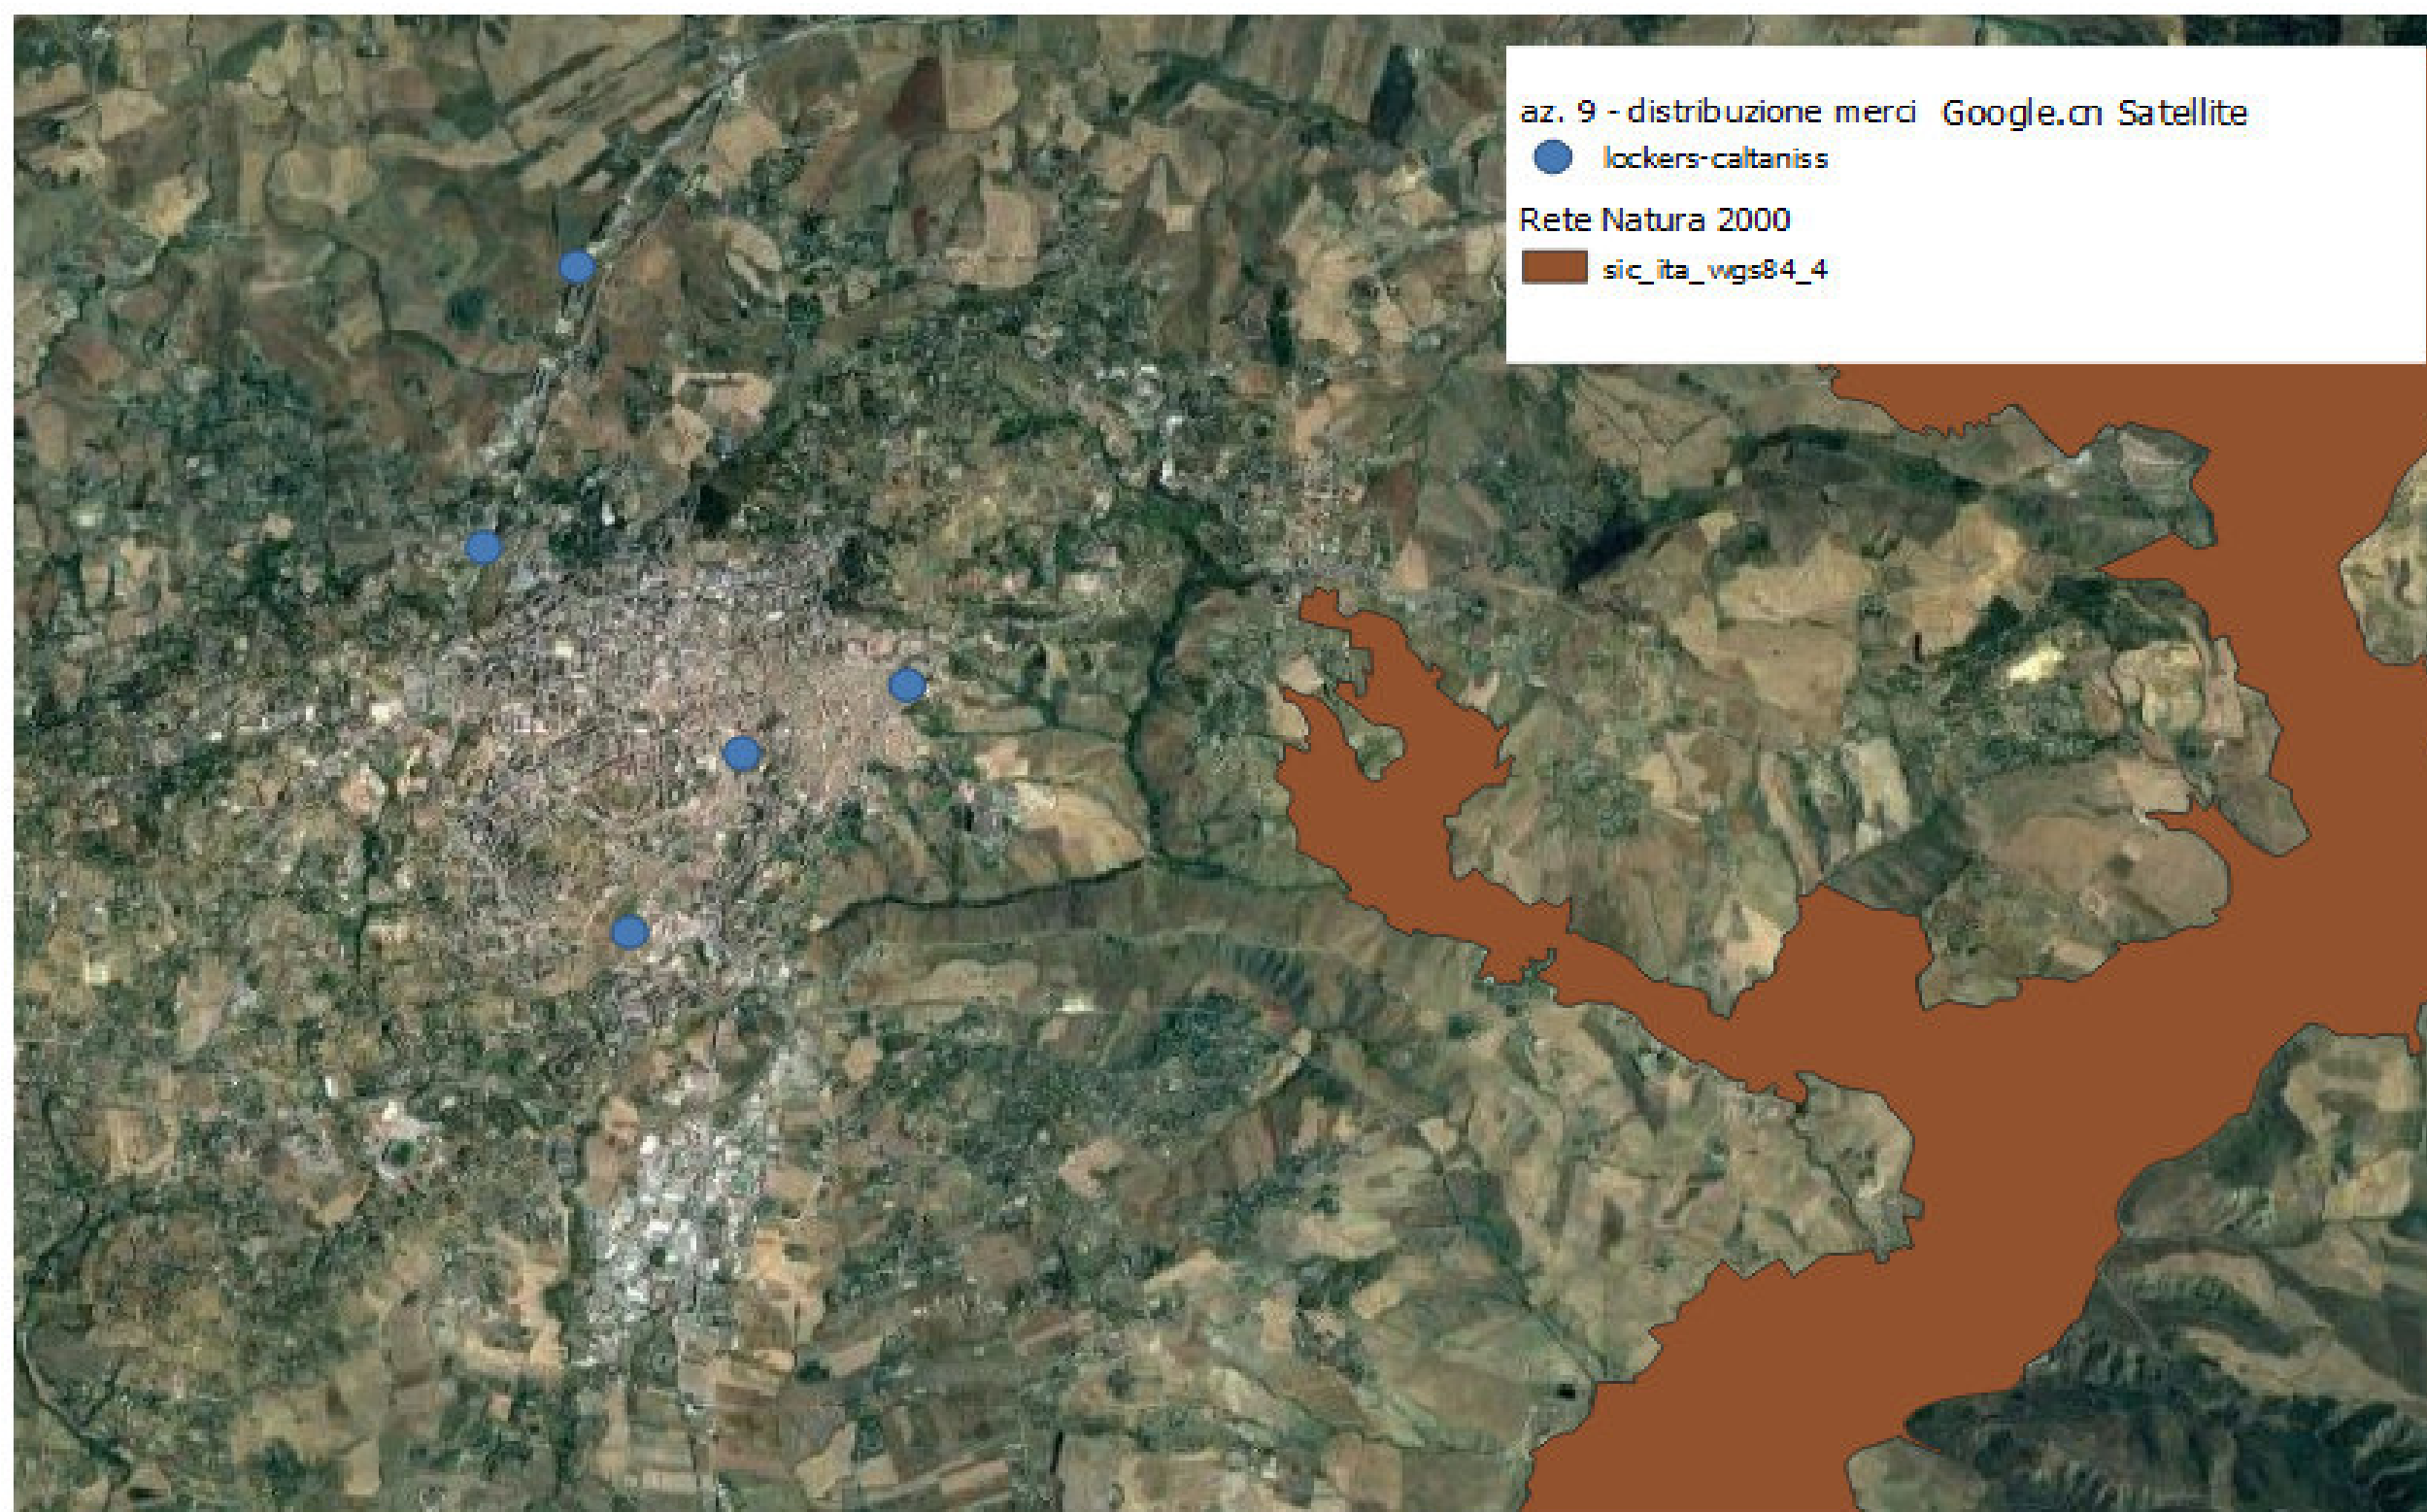 az. 9 - distribuzione merci Google.cn Satellite
lockers-caltaniss
Rete Natura 2000
sic_ita_wgs84_4